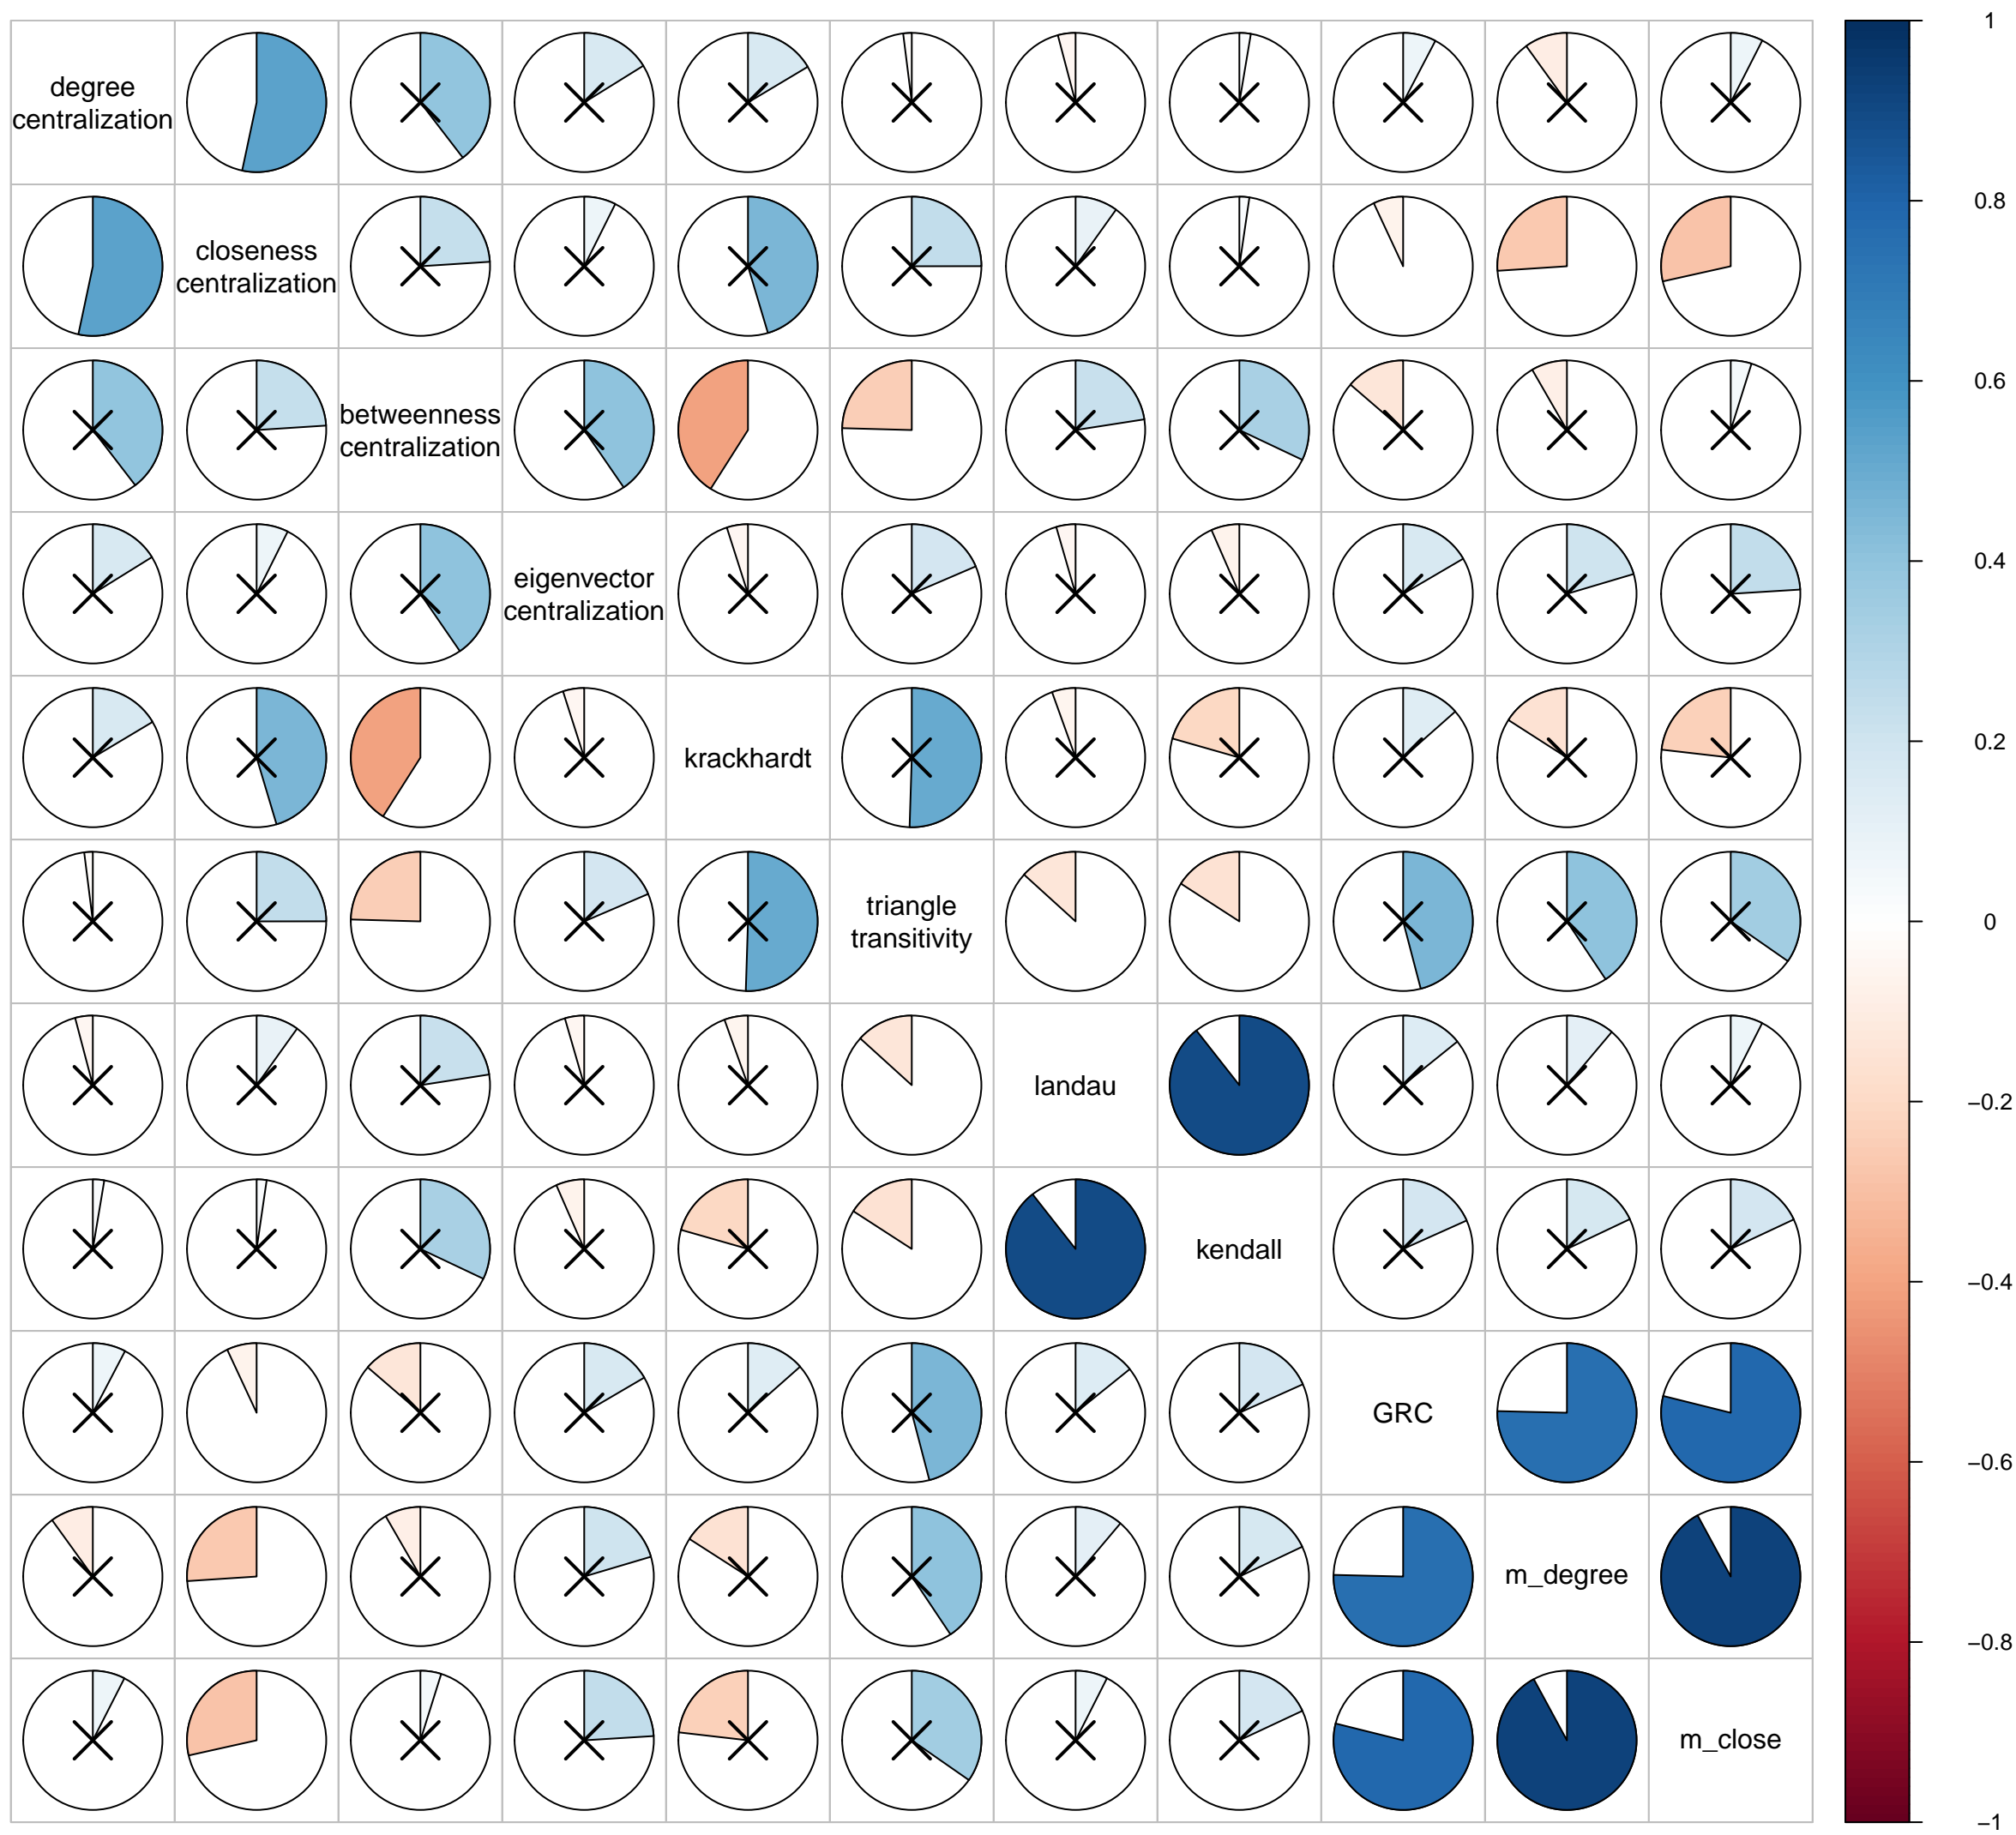 degree
centralization
closeness
centralization
betweenness
centralization
eigenvector
centralization
krackhardt
triangle
transitivity
landau
kendall
GRC
m_degree
m_close
1
0.8
0.6
0.4
0.2
0
−0.2
−0.4
−0.6
−0.8
−1